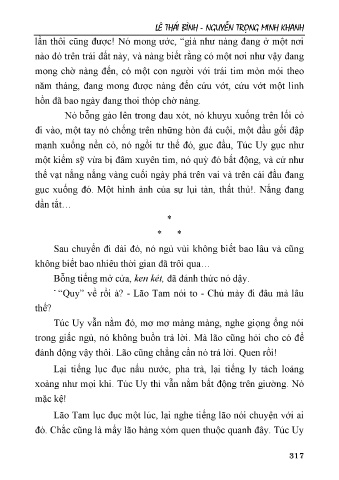 LÊ THÁI BÌNH - NGUYỄN TRỌNG MINH KHANH
lần thôi cũng được! Nó mong ước, “giá như nàng đang ở một nơi
nào đó trên trái đất này, và nàng biết rằng có một nơi như vậy đang
mong chờ nàng đến, có một con người với trái tim mòn mỏi theo
năm tháng, đang mong được nàng đến cứu vớt, cứu vớt một linh
hồn đã bao ngày đang thoi thóp chờ nàng.
Nó bỗng gào lên trong đau xót, nó khuỵu xuống trên lối cỏ
đi vào, một tay nó chống trên những hòn đá cuội, một đầu gối dập
mạnh xuống nền cỏ, nó ngồi tư thế đó, gục đầu, Túc Uy gục như
một kiếm sỹ vừa bị đâm xuyên tim, nó quỳ đó bất động, và cứ như
thế vạt nắng nắng vàng cuối ngày phả trên vai và trên cái đầu đang
gục xuống đó. Một hình ảnh của sự lụi tàn, thất thủ!. Nắng đang
dần tắt…
*
* *
Sau chuyến đi dài đó, nó ngủ vùi không biết bao lâu và cũng
không biết bao nhiêu thời gian đã trôi qua…
Bỗng tiếng mở cửa, ken két, đã đánh thức nó dậy.
- “Quy” về rồi à? - Lão Tam nói to - Chú mày đi đâu mà lâu
thế?
Túc Uy vẫn nằm đó, mơ mơ màng màng, nghe giọng ổng nói
trong giấc ngủ, nó không buồn trả lời. Mà lão cũng hỏi cho có để
đánh động vậy thôi. Lão cũng chẳng cần nó trả lời. Quen rồi!
Lại tiếng lục đục nấu nước, pha trà, lại tiếng ly tách loảng
xoảng như mọi khi. Túc Uy thì vẫn nằm bất động trên giường. Nó
mặc kệ!
Lão Tam lục đục một lúc, lại nghe tiếng lão nói chuyện với ai
đó. Chắc cũng là mấy lão hàng xóm quen thuộc quanh đây. Túc Uy
317